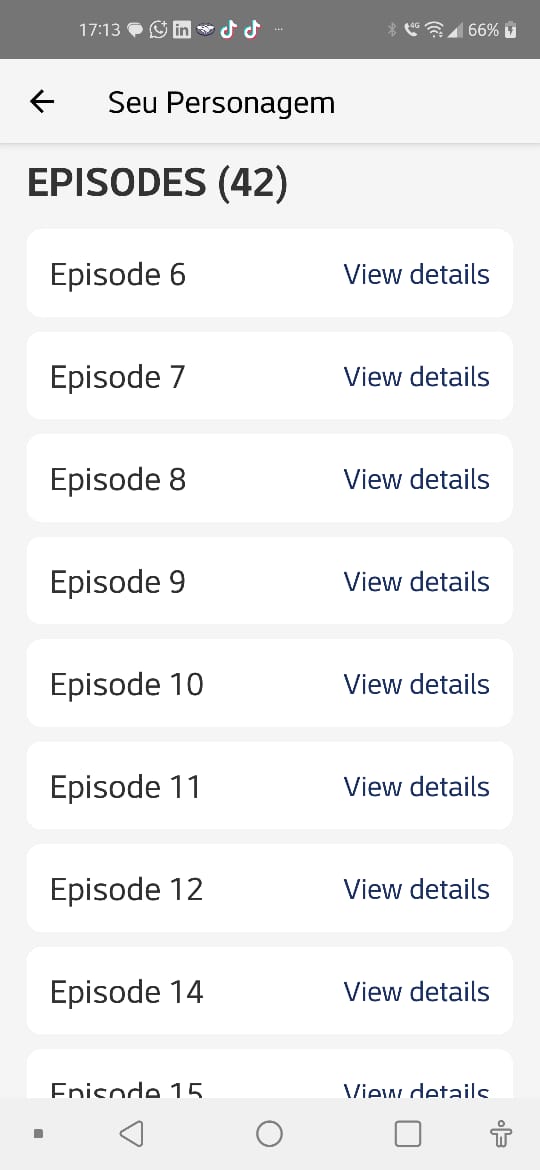 17:13 66%
Seu Personagem
EPISODES (42)
Episode 6 View details
Episode 7 View details
Episode 8 View details
Episode 9 View details
Episode 10 View details
Episode 11 View details
Episode 12 View details
Episode 14 View details
Episode 15 View details